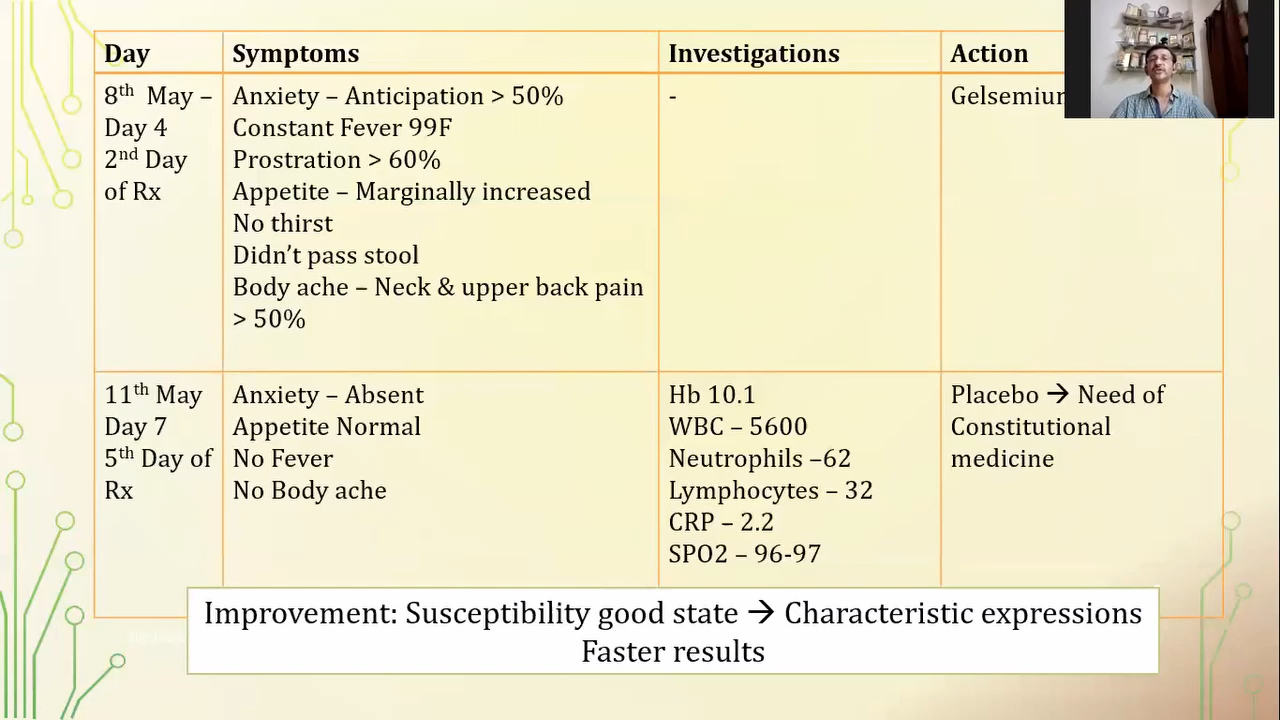 Day Symptoms Investigations Action
8th May –
Day 4
2nd Day
of Rx
Anxiety – Anticipation > 50%
Constant Fever 99F
Prostration > 60%
Appetite – Marginally increased
No thirst
Didn’t pass stool
Body ache – Neck & upper back pain
> 50%
-
11th May
Day 7
5th Day of
Rx
Anxiety – Absent
Appetite Normal
No Fever
No Body ache
Hb 10.1
WBC – 5600
Neutrophils –62
Lymphocytes – 32
CRP – 2.2
SPO2 – 96-97
Placebo → Need of
Constitutional
medicine
Improvement: Susceptibility good state → Characteristic expressions
Faster results